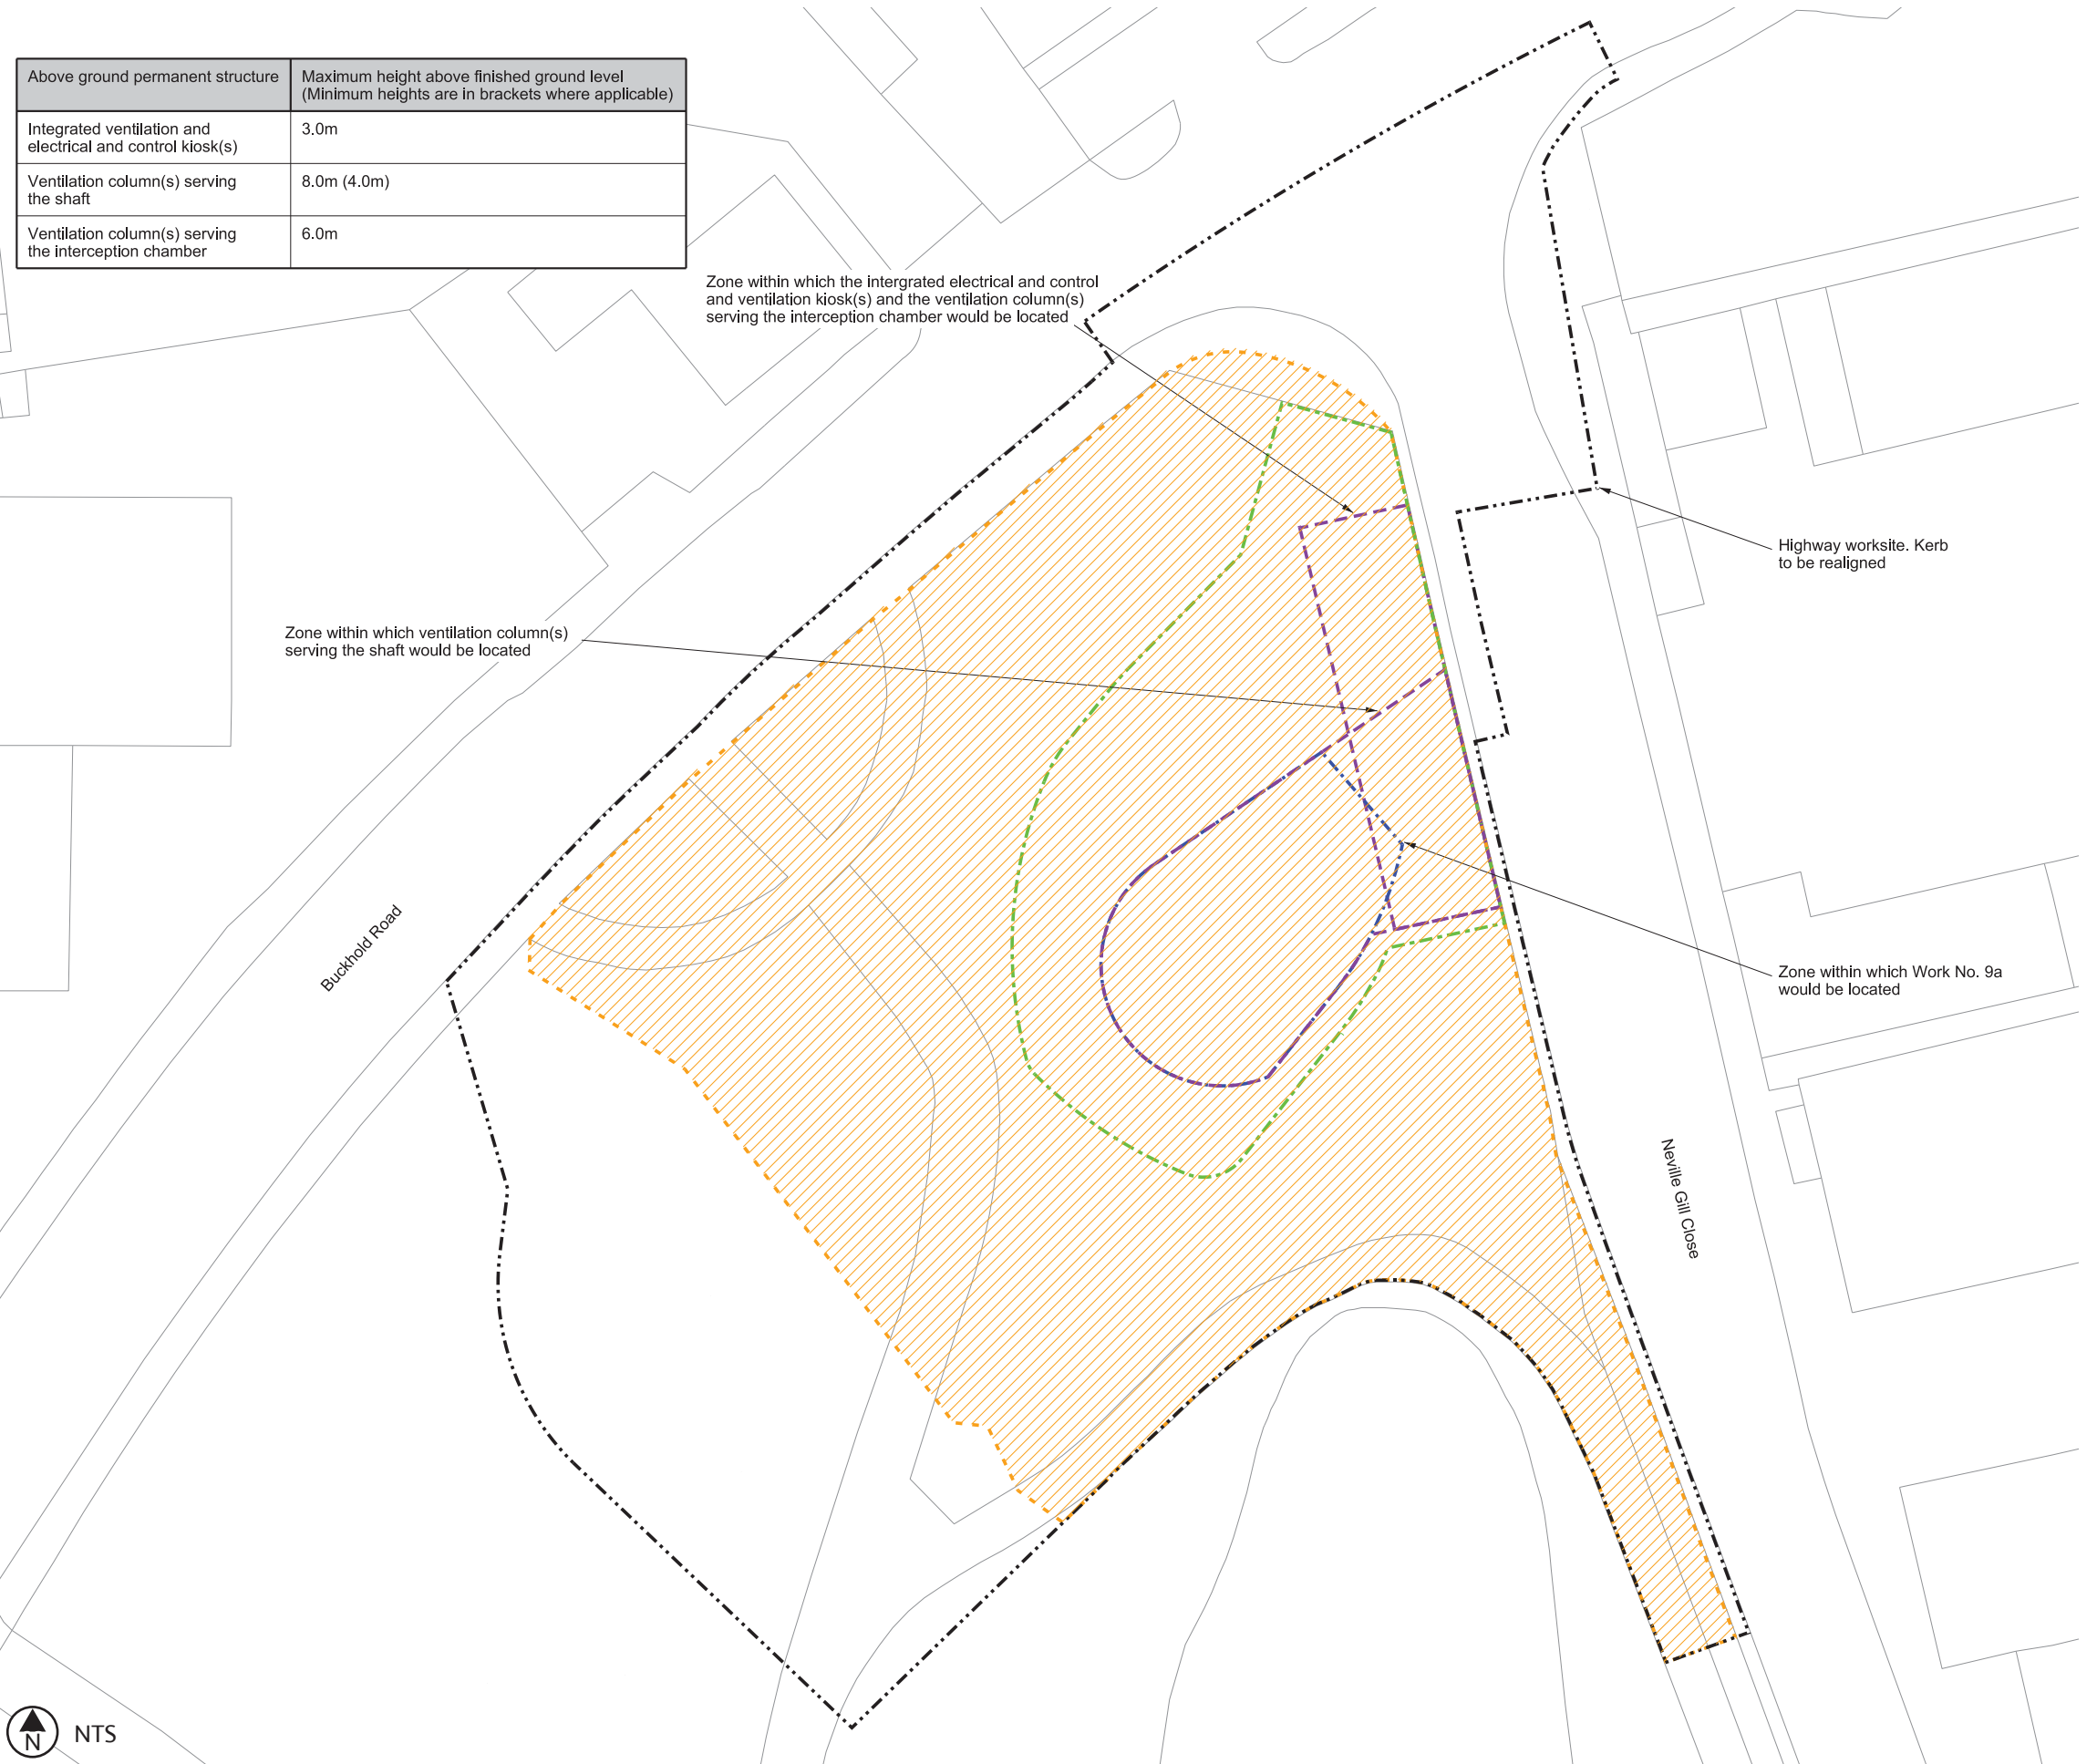 Above ground permanent structure
Maximum height above finished ground level
(Minimum heights are in brackets where applicable)
Integrated ventilation and
electrical and control kiosk(s)
3.0m
Ventilation column(s) serving
the shaft
8.0m (4.0m)
Ventilation column(s) serving
the interception chamber
6.0m
Zone within which the intergrated electrical and control
and ventilation kiosk(s) and the ventilation column(s)
serving the interception chamber would be located
Highway worksite. Kerb
to be realigned
Zone within which ventilation column(s)
serving the shaft would be located
Buckhold Road
Zone within which Work No. 9a
would be located
Neville Gill Close
N
NTS